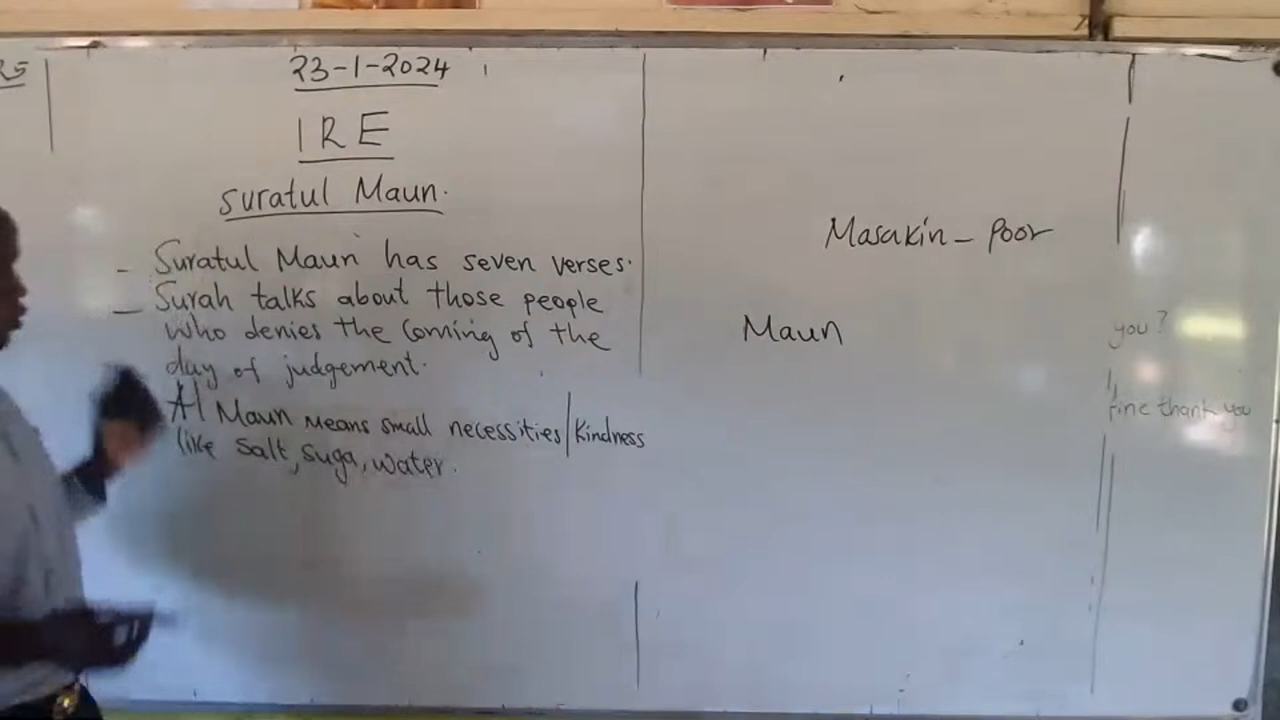 23-1-2024
IRE
Suratul Maun.
- Suratul Maun has seven verses.
- Surah talks about those people
who denies the coming of the
day of judgement.
Al Maun means small necessities/kindness
like salt, suga, water.
Masakin - Poor
Maun
you?
fine thank you